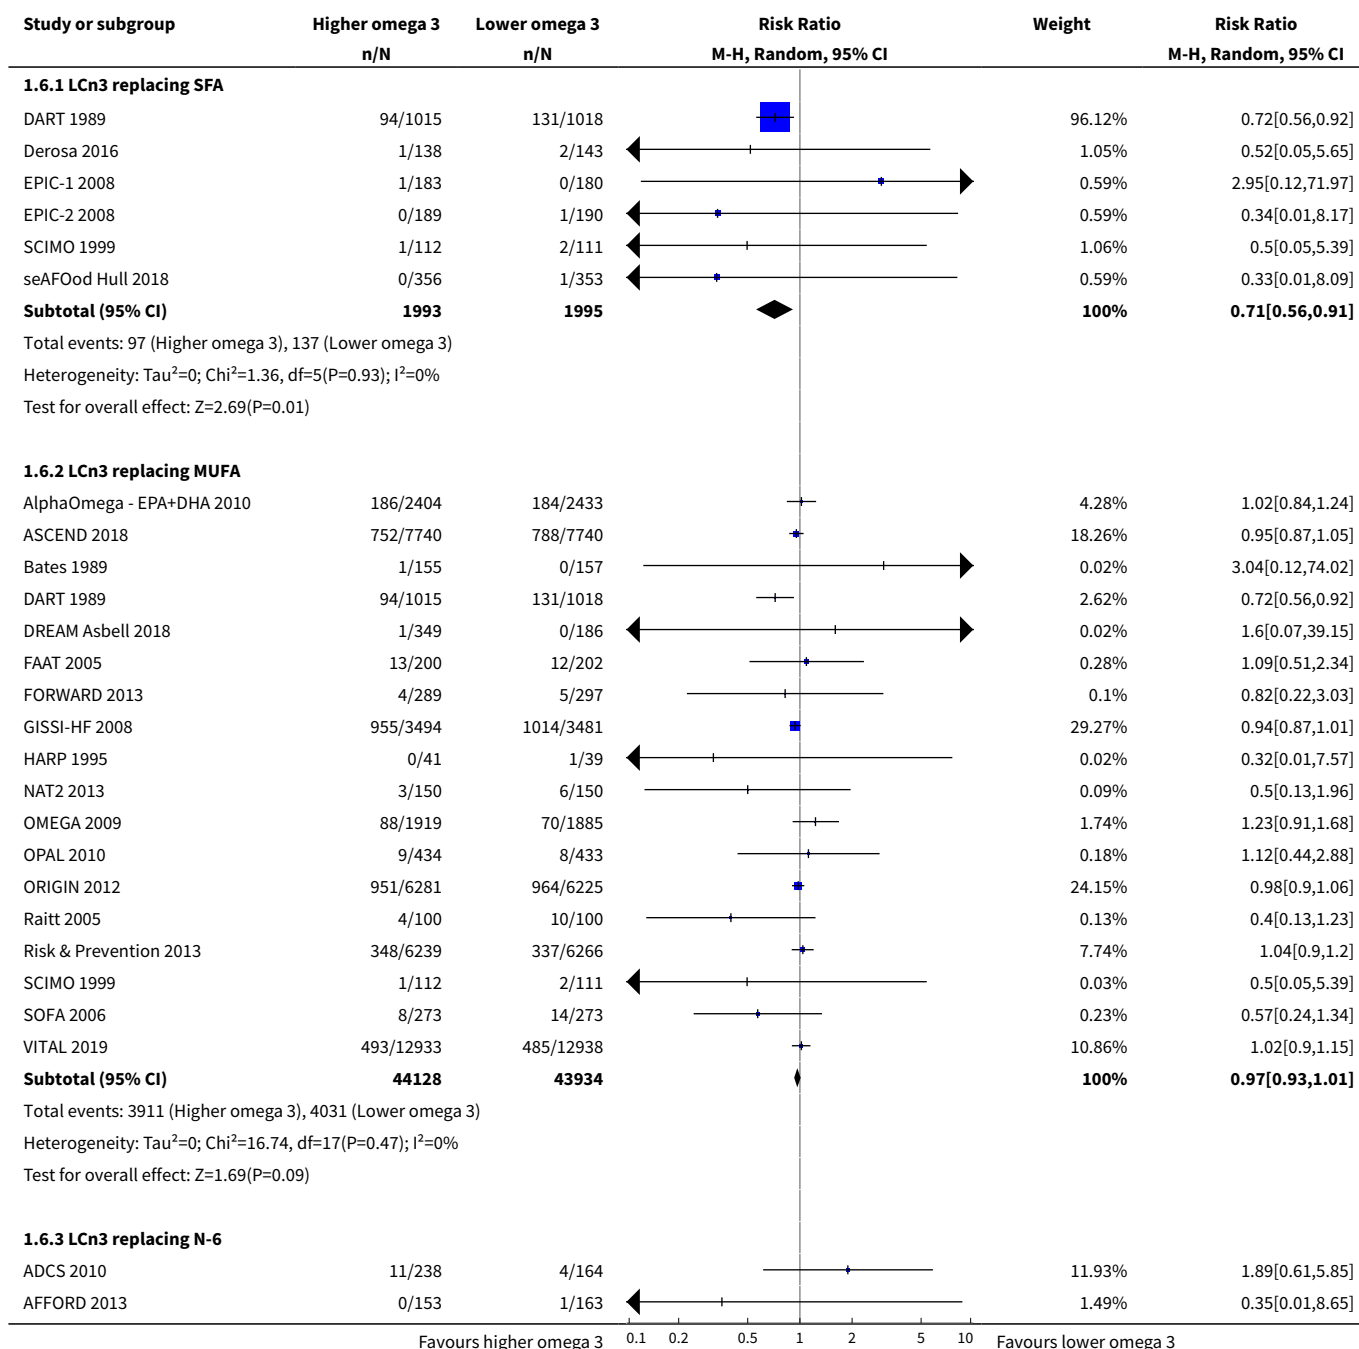 Study or subgroup Higher omega 3 Lower omega 3 Risk Ratio Weight Risk Ratio
n/N n/N M-H, Random, 95% CI M-H, Random, 95% CI
1.6.1 LCn3 replacing SFA
DART 1989 94/1015 131/1018 96.12% 0.72[0.56,0.92]
Derosa 2016 1/138 2/143 1.05% 0.52[0.05,5.65]
EPIC-1 2008 1/183 0/180 0.59% 2.95[0.12,71.97]
EPIC-2 2008 0/189 1/190 0.59% 0.34[0.01,8.17]
SCIMO 1999 1/112 2/111 1.06% 0.5[0.05,5.39]
seAFOod Hull 2018 0/356 1/353 0.59% 0.33[0.01,8.09]
Subtotal (95% CI) 1993 1995 100% 0.71[0.56,0.91]
Total events: 97 (Higher omega 3), 137 (Lower omega 3)
Heterogeneity: Tau²=0; Chi²=1.36, df=5(P=0.93); I²=0%
Test for overall effect: Z=2.69(P=0.01)
1.6.2 LCn3 replacing MUFA
AlphaOmega - EPA+DHA 2010 186/2404 184/2433 4.28% 1.02[0.84,1.24]
ASCEND 2018 752/7740 788/7740 18.26% 0.95[0.87,1.05]
Bates 1989 1/155 0/157 0.02% 3.04[0.12,74.02]
DART 1989 94/1015 131/1018 2.62% 0.72[0.56,0.92]
DREAM Asbell 2018 1/349 0/186 0.02% 1.6[0.07,39.15]
FAAT 2005 13/200 12/202 0.28% 1.09[0.51,2.34]
FORWARD 2013 4/289 5/297 0.1% 0.82[0.22,3.03]
GISSI-HF 2008 955/3494 1014/3481 29.27% 0.94[0.87,1.01]
HARP 1995 0/41 1/39 0.02% 0.32[0.01,7.57]
NAT2 2013 3/150 6/150 0.09% 0.5[0.13,1.96]
OMEGA 2009 88/1919 70/1885 1.74% 1.23[0.91,1.68]
OPAL 2010 9/434 8/433 0.18% 1.12[0.44,2.88]
ORIGIN 2012 951/6281 964/6225 24.15% 0.98[0.9,1.06]
Raitt 2005 4/100 10/100 0.13% 0.4[0.13,1.23]
Risk & Prevention 2013 348/6239 337/6266 7.74% 1.04[0.9,1.2]
SCIMO 1999 1/112 2/111 0.03% 0.5[0.05,5.39]
SOFA 2006 8/273 14/273 0.23% 0.57[0.24,1.34]
VITAL 2019 493/12933 485/12938 10.86% 1.02[0.9,1.15]
Subtotal (95% CI) 44128 43934 100% 0.97[0.93,1.01]
Total events: 3911 (Higher omega 3), 4031 (Lower omega 3)
Heterogeneity: Tau²=0; Chi²=16.74, df=17(P=0.47); I²=0%
Test for overall effect: Z=1.69(P=0.09)
1.6.3 LCn3 replacing N-6
ADCS 2010 11/238 4/164 11.93% 1.89[0.61,5.85]
AFFORD 2013 0/153 1/163 1.49% 0.35[0.01,8.65]
Favours higher omega 3 0.1 0.2 0.5 1 2 5 10 Favours lower omega 3